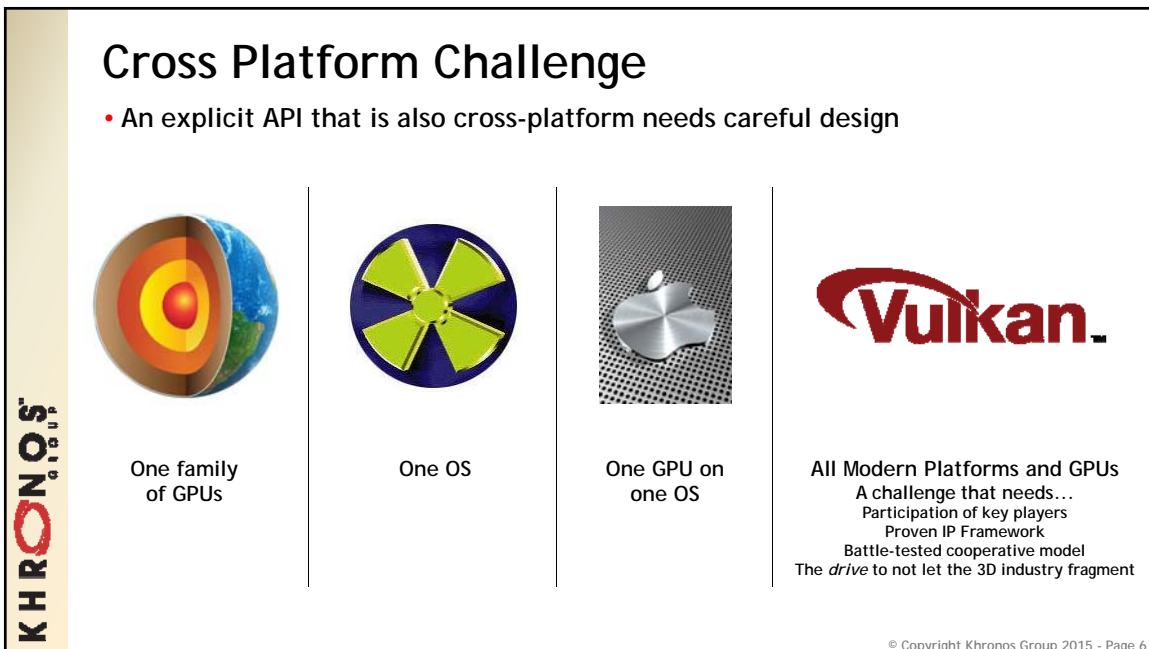 Cross Platform Challenge
• An explicit API that is also cross-platform needs careful design
One family
of GPUs
One OS
One GPU on
one OS
Vulkan™
All Modern Platforms and GPUs
A challenge that needs…
Participation of key players
Proven IP Framework
Battle-tested cooperative model
The drive to not let the 3D industry fragment
KHRONOS™
GROUP
© Copyright Khronos Group 2015 - Page 6